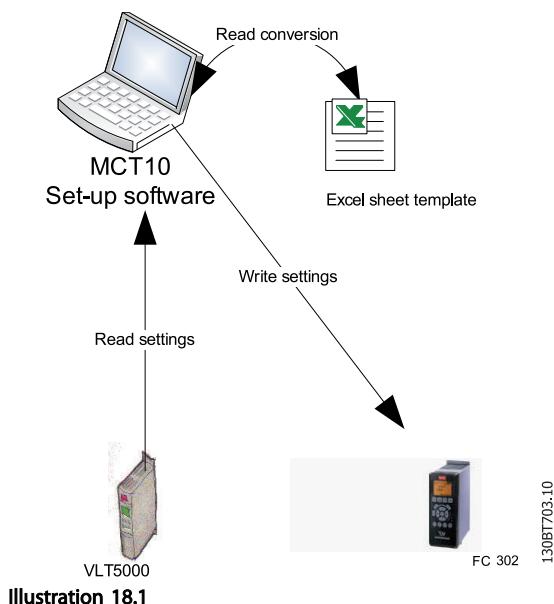 Read conversion
MCT10
Set-up software
Excel sheet template
Write settings
Read settings
VLT5000
FC 302
130BT703.10
Illustration 18.1